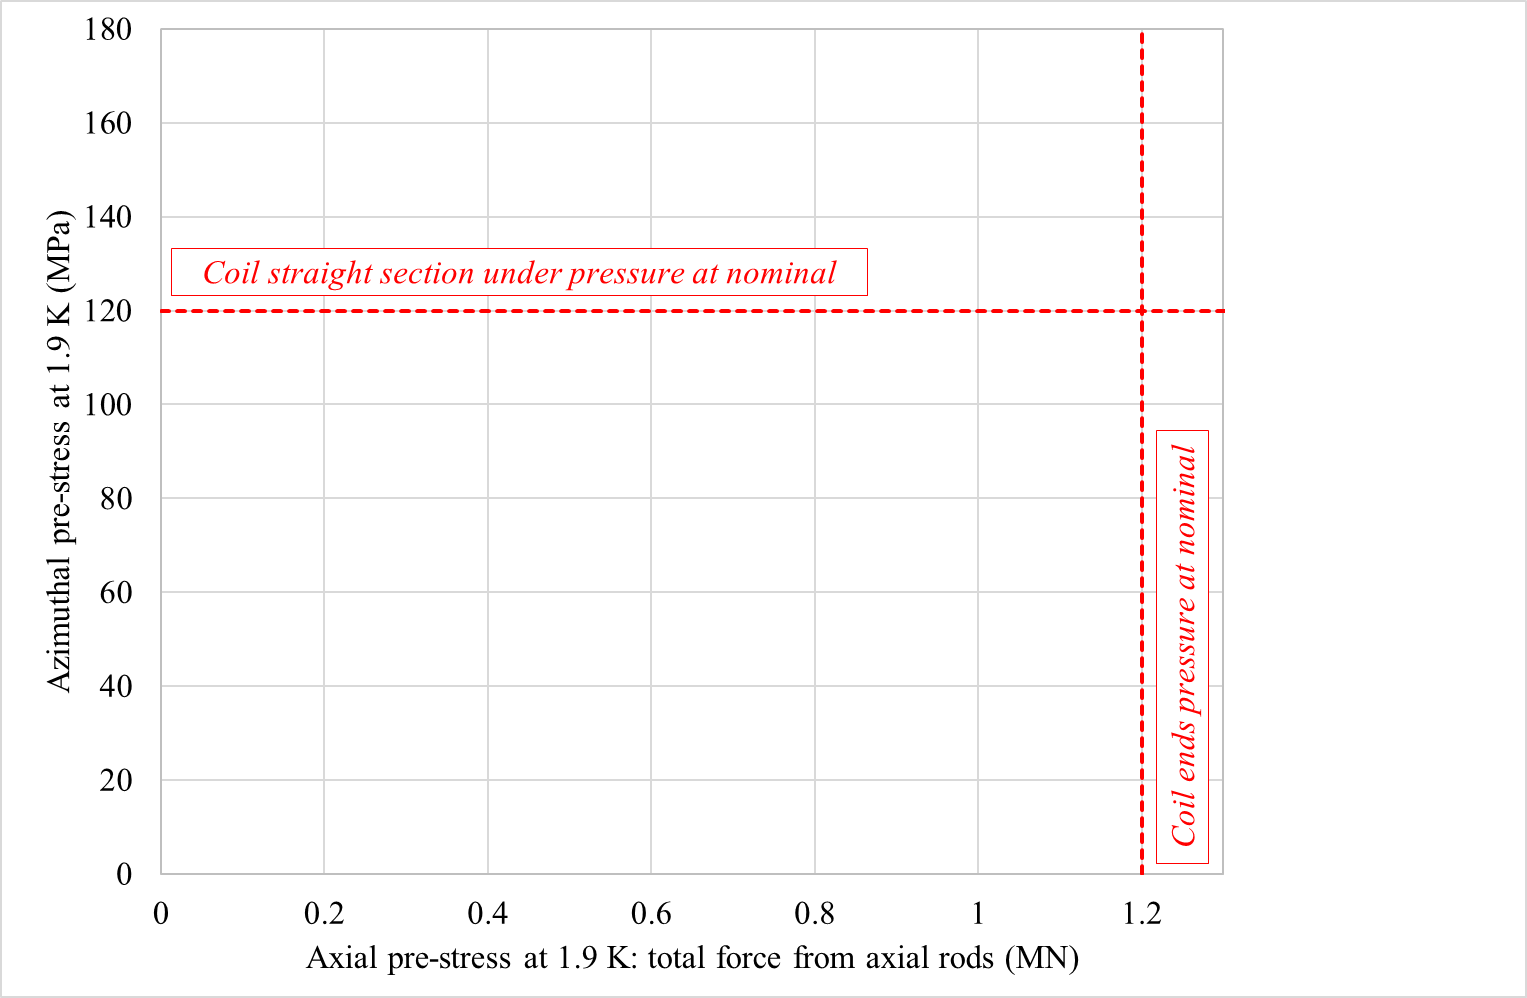 180
160
140
120
100
80
60
40
20
0
Azimuthal pre-stress at 1.9 K (MPa)
Coil straight section under pressure at nominal
Coil ends pressure at nominal
0 0.2 0.4 0.6 0.8 1 1.2
Axial pre-stress at 1.9 K: total force from axial rods (MN)